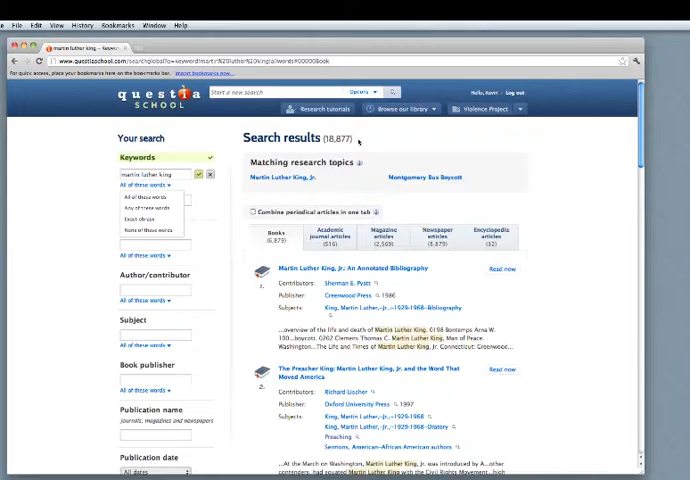 File Edit View History Bookmarks Window Help
martin luther king – Keyw...
www.questiaschool.com/searchglobal?q=keyword!martin%20luther%20king!allwords#00000Book
For quick access, place your bookmarks here on the bookmarks bar. Import bookmarks now...
questia
SCHOOL
Start a new search
Options
Hello, Kevin
Log out
Research tutorials
Browse our library
Violence Project
Your search
Keywords
martin luther king
All of these words
All of these words
Any of these words
Exact phrase
None of these words
All of these words
Author/contributor
All of these words
Subject
All of these words
Book publisher
All of these words
Publication name
journals, magazines and newspapers
Publication date
All dates
Search results (18,877)
Matching research topics
Martin Luther King, Jr.
Montgomery Bus Boycott
Combine periodical articles in one tab
Books
(6,879)
Academic
journal articles
(516)
Magazine
articles
(2,569)
Newspaper
articles
(8,879)
Encyclopedia
articles
(32)
1.
Martin Luther King, Jr.: An Annotated Bibliography
Read now
Contributors: Sherman E. Pyatt
Publisher: Greenwood Press 1986
Subjects: King, Martin Luther,-Jr.,-1929-1968-Bibliography
...overview of the life and death of Martin Luther King. 0198 Bontemps Arna W.
100...boycott. 0202 Clemens Thomas C. Martin Luther King, Man of Peace.
Washington...The Life and Times of Martin Luther King, Jr. Connecticut: Greenwood...
2.
The Preacher King: Martin Luther King, Jr. and the Word That
Moved America
Read now
Contributors: Richard Lischer
Publisher: Oxford University Press 1997
Subjects: King, Martin Luther,-Jr.,-1929-1968
King, Martin Luther,-Jr.,-1929-1968-Oratory
Preaching
Sermons, American-African American authors
...At the March on Washington, Martin Luther King, Jr. was introduced by A...other
contenders, had equated Martin Luther King with the Civil Rights Movement...